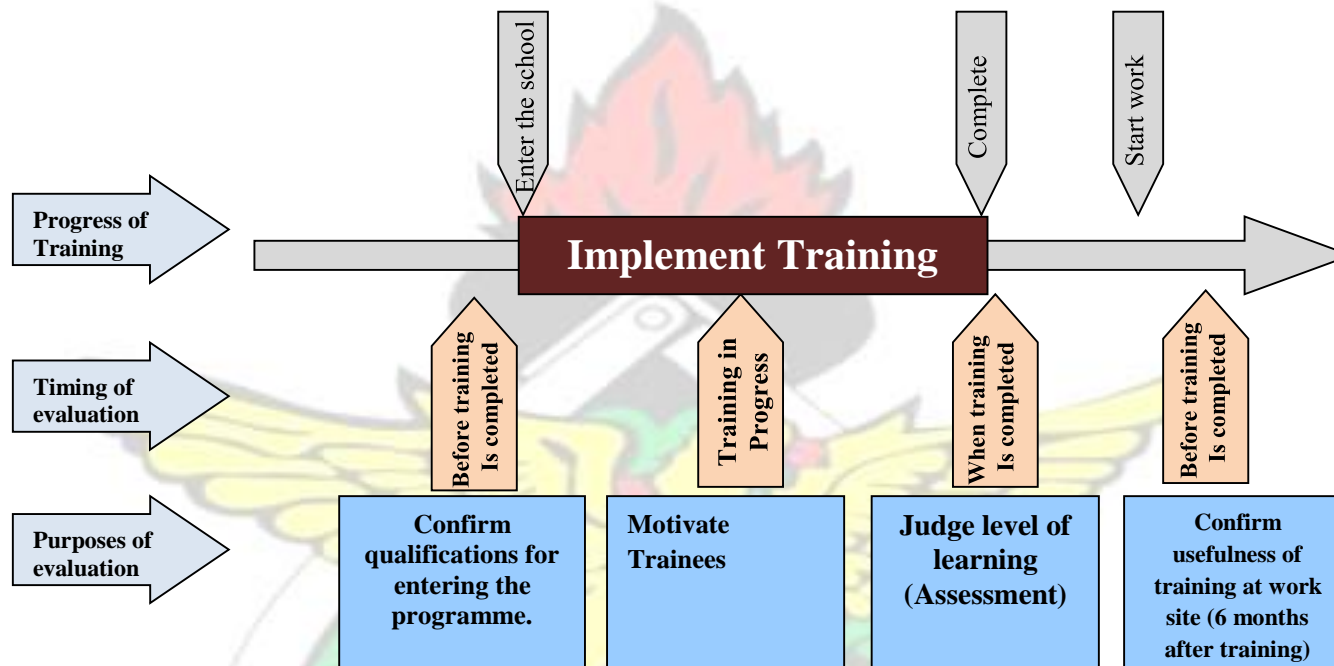 Enter the school
Complete
Start work
Progress of
Training
Implement Training
Timing of
evaluation
Before training
Is completed
Training in
Progress
When training
Is completed
Before training
Is completed
Purposes of
evaluation
Confirm
qualifications for
entering the
programme.
Motivate
Trainees
Judge level of
learning
(Assessment)
Confirm
usefulness of
training at work
site (6 months
after training)